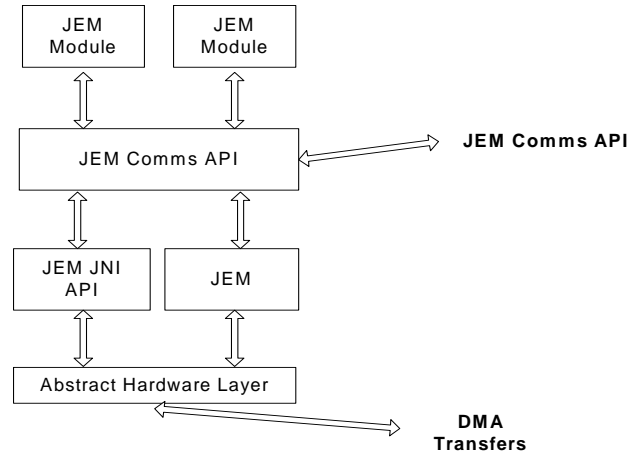 JEM
Module
JEM
Module
JEM Comms API
JEM Comms API
JEM JNI
API
JEM
Abstract Hardware Layer
DMA
Transfers